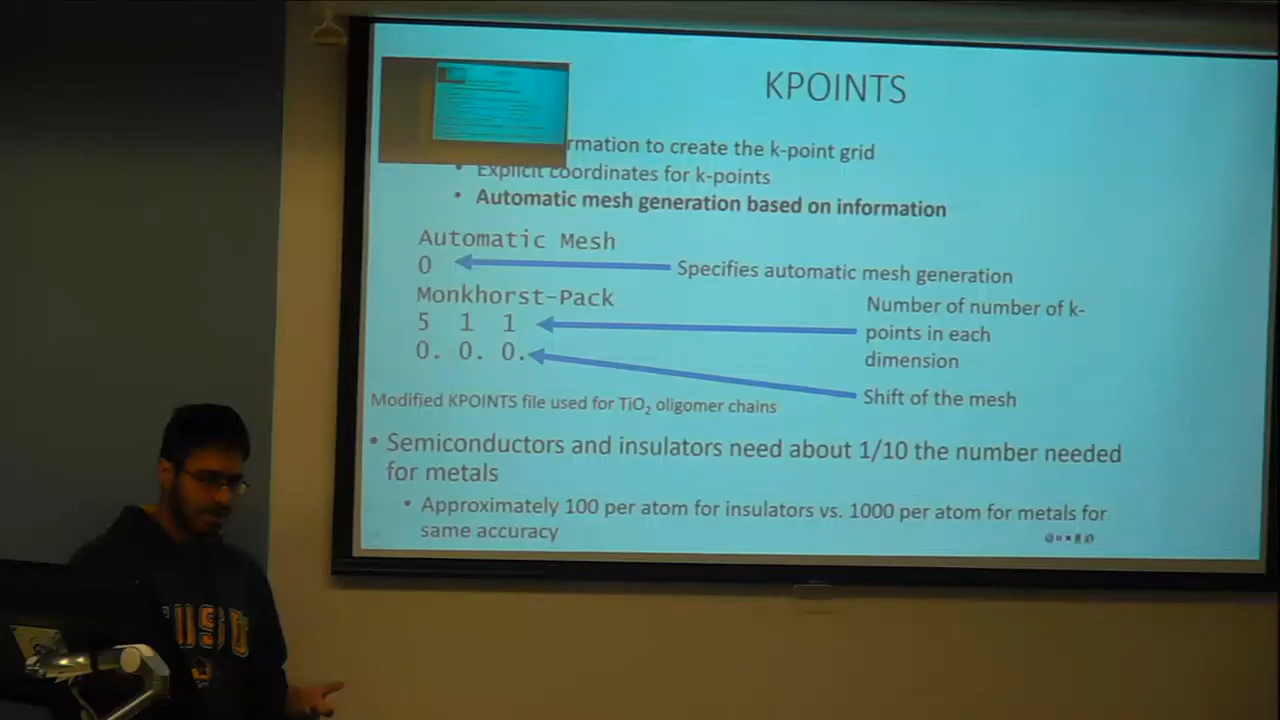 KPOINTS
rmation to create the k-point grid
• Explicit coordinates for k-points
• Automatic mesh generation based on information
Automatic Mesh
0
Specifies automatic mesh generation
Monkhorst-Pack
Number of number of k-
5 1 1
points in each
dimension
0. 0. 0.
Shift of the mesh
Modified KPOINTS file used for TiO₂ oligomer chains
• Semiconductors and insulators need about 1/10 the number needed
for metals
• Approximately 100 per atom for insulators vs. 1000 per atom for metals for
same accuracy